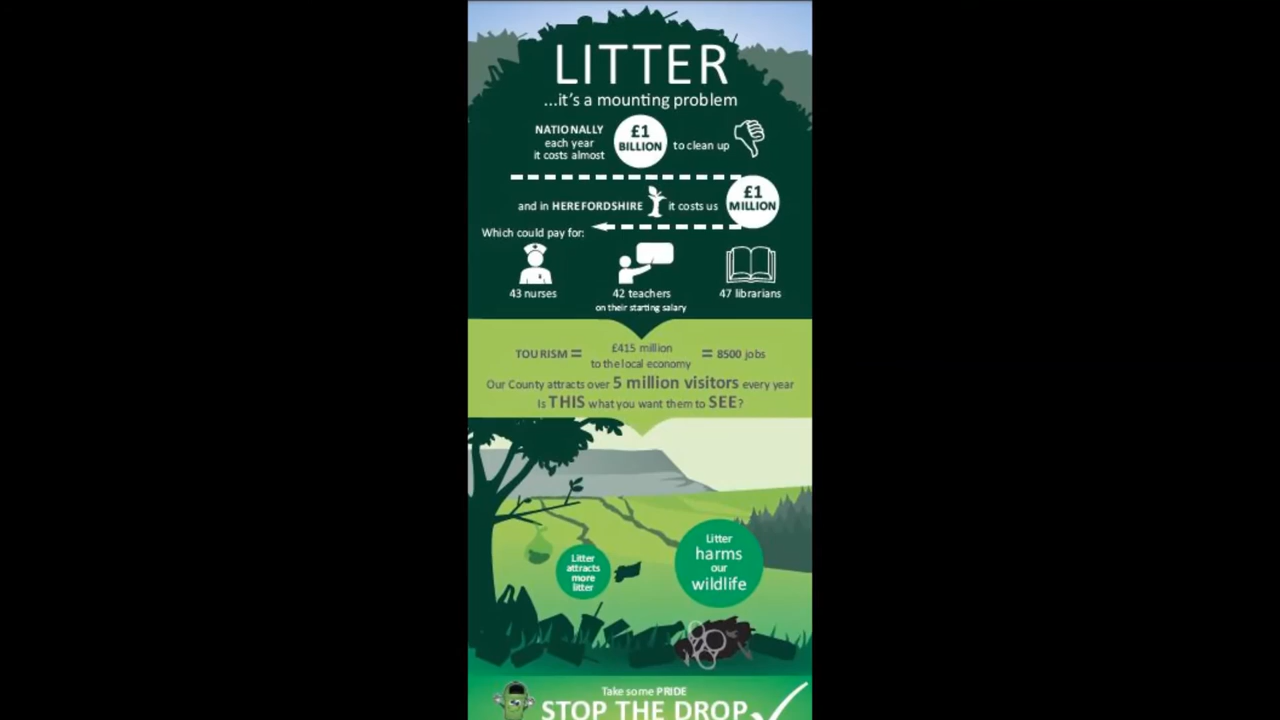 LITTER
...it's a mounting problem
NATIONALLY
each year
it costs almost
£1
BILLION
to clean up
and in HEREFORDSHIRE
it costs us
£1
MILLION
Which could pay for:
43 nurses
42 teachers
on their starting salary
47 librarians
TOURISM =
£415 million
to the local economy
= 8500 jobs
Our County attracts over 5 million visitors every year
Is THIS what you want them to SEE?
Litter
attracts
more
litter
Litter
harms
our
wildlife
Take some PRIDE
STOP THE DROP